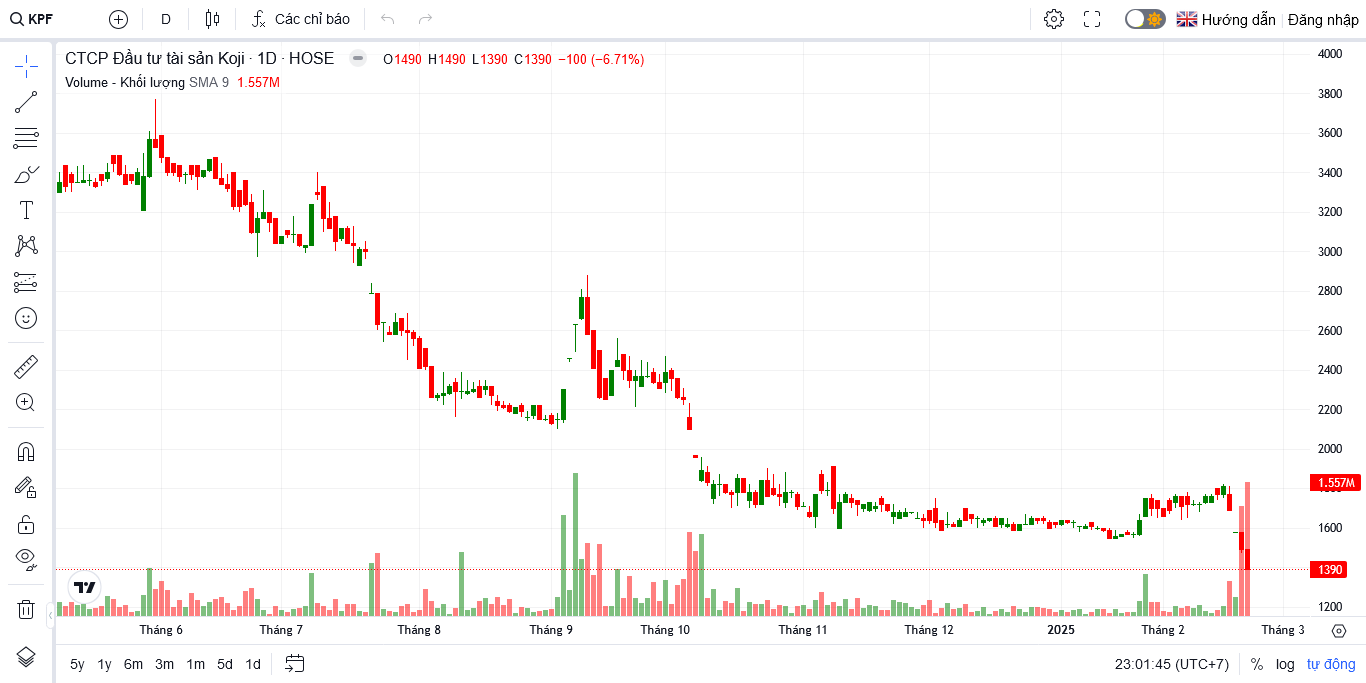 KPF D Các chỉ báo Hướng dẫn Đăng nhập
CTCP Đầu tư tài sản Koji · 1D · HOSE O1490 H1490 L1390 C1390 −100 (−6.71%)
Volume - Khối lượng SMA 9 1.557M
4000
3800
3600
3400
3200
3000
2800
2600
2400
2200
2000
1.557M
1600
1390
1200
Tháng 6 Tháng 7 Tháng 8 Tháng 9 Tháng 10 Tháng 11 Tháng 12 2025 Tháng 2 Tháng 3
5y 1y 6m 3m 1m 5d 1d 23:01:45 (UTC+7) % log tự động